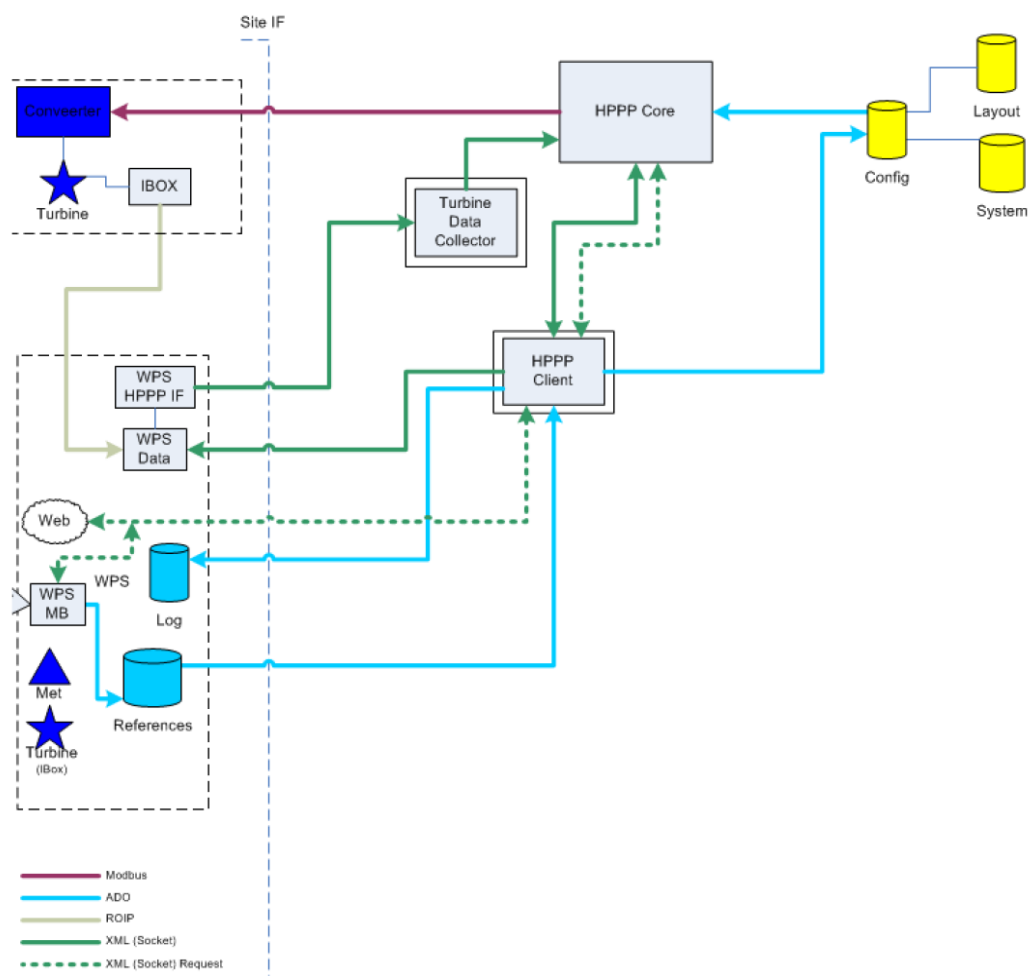 Site IF
Conveerter
HPPP Core
Layout
Config
System
IBOX
Turbine
Turbine
Data
Collector
WPS
HPPP IF
HPPP
Client
WPS
Data
Web
WPS
WPS
MB
Log
Met
References
Turbine
(IBox)
Modbus
ADO
ROIP
XML (Socket)
XML (Socket) Request